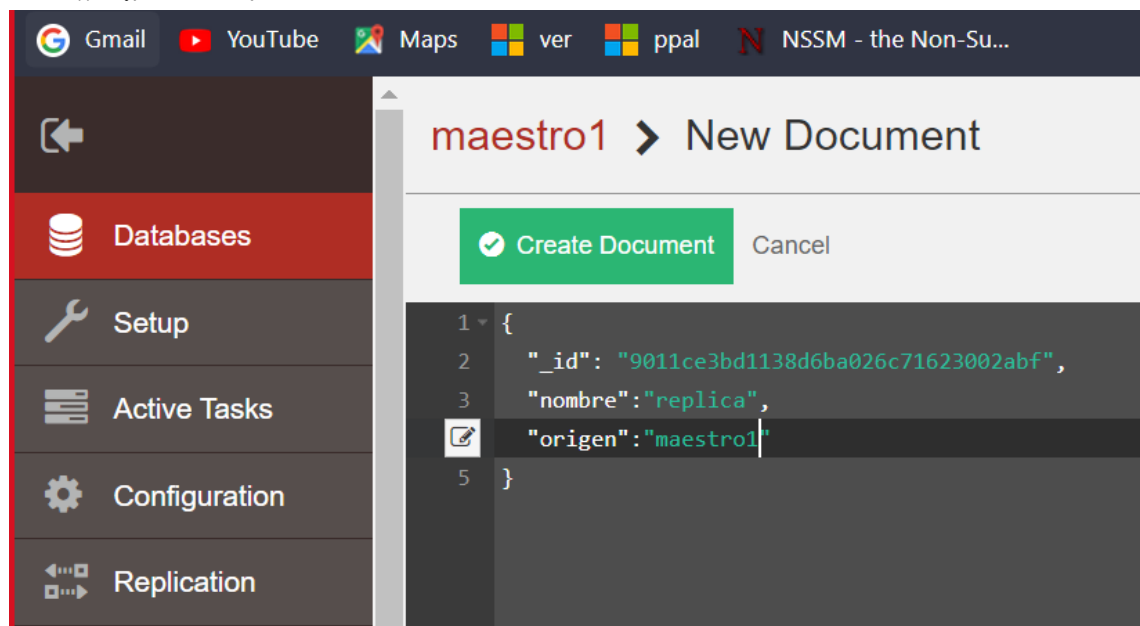 Gmail YouTube Maps ver ppal NSSM - the Non-Su...
maestro1 > New Document
Databases
Create Document Cancel
Setup
1 {
2 "_id": "9011ce3bd1138d6ba026c71623002abf",
Active Tasks
3 "nombre":"replica",
"origen":"maestro1"
5 }
Configuration
Replication